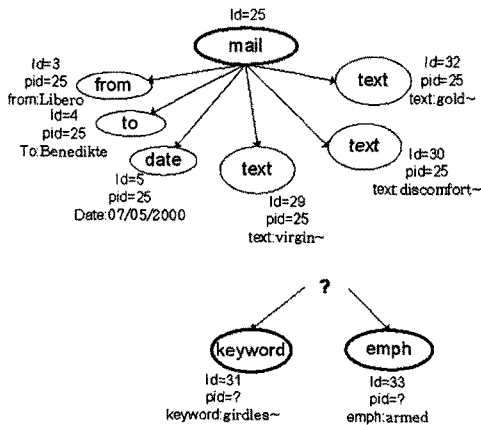 Id=25
mail
Id=3
pid=25
from:Libero
from
Id=4
pid=25
To:Benedikte
to
date
Id=5
pid=25
Date:07/05/2000
text
Id=29
pid=25
text:virgin~
text
Id=30
pid=25
text:discomfort~
text
Id=32
pid=25
text:gold~
?
keyword
Id=31
pid=?
keyword:girdles~
emph
Id=33
pid=?
emph:armed